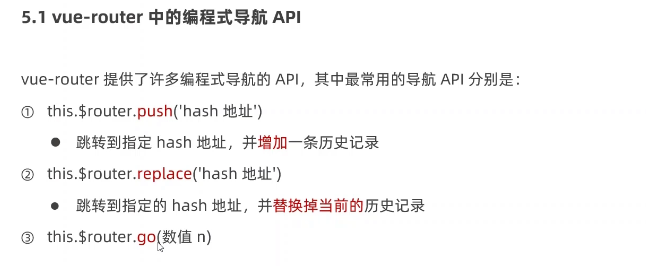 5.1 vue-router 中的编程式导航 API
vue-router 提供了许多编程式导航的 API，其中最常用的导航 API 分别是：
① this.$router.push('hash 地址')
● 跳转到指定 hash 地址，并增加一条历史记录
② this.$router.replace('hash 地址')
● 跳转到指定的 hash 地址，并替换掉当前的历史记录
③ this.$router.go(数值 n)